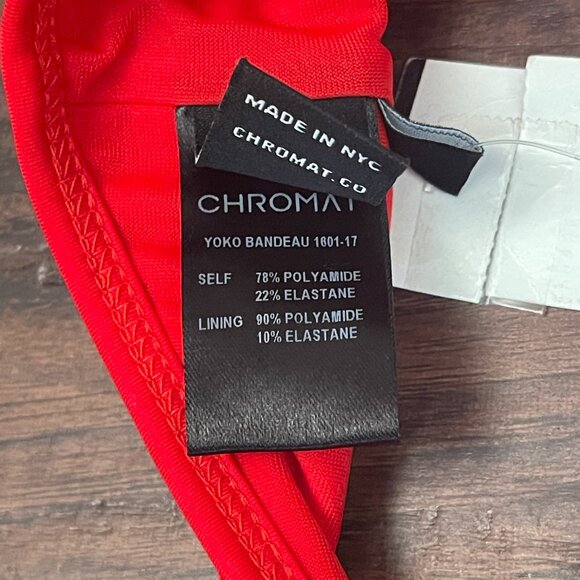 MADE IN NYC
CHROMAT.CO
CHROMAT
YOKO BANDEAU 1601-17
SELF 78% POLYAMIDE
22% ELASTANE
LINING 90% POLYAMIDE
10% ELASTANE